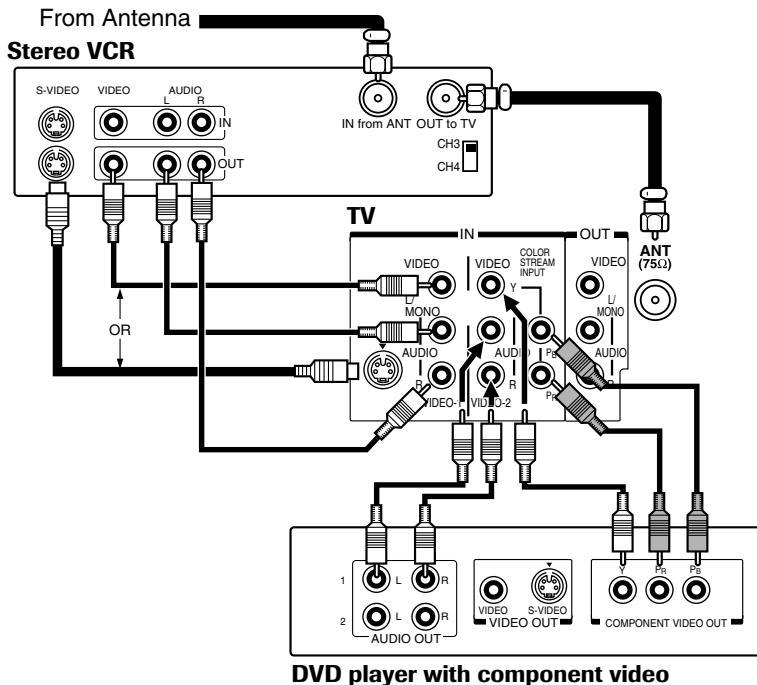 From Antenna
Stereo VCR
S-VIDEO VIDEO AUDIO
L R
IN
IN from ANT OUT to TV
OUT
CH3
CH4
TV
IN OUT
ANT
(75Ω)
VIDEO VIDEO COLOR STREAM INPUT VIDEO
Y
L/MONO L/MONO
OR
AUDIO AUDIO PB AUDIO
R R PR R
VIDEO- VIDEO-2
1 L R
2 L R
AUDIO OUT
VIDEO S-VIDEO
VIDEO OUT
Y PR PB
COMPONENT VIDEO OUT
DVD player with component video